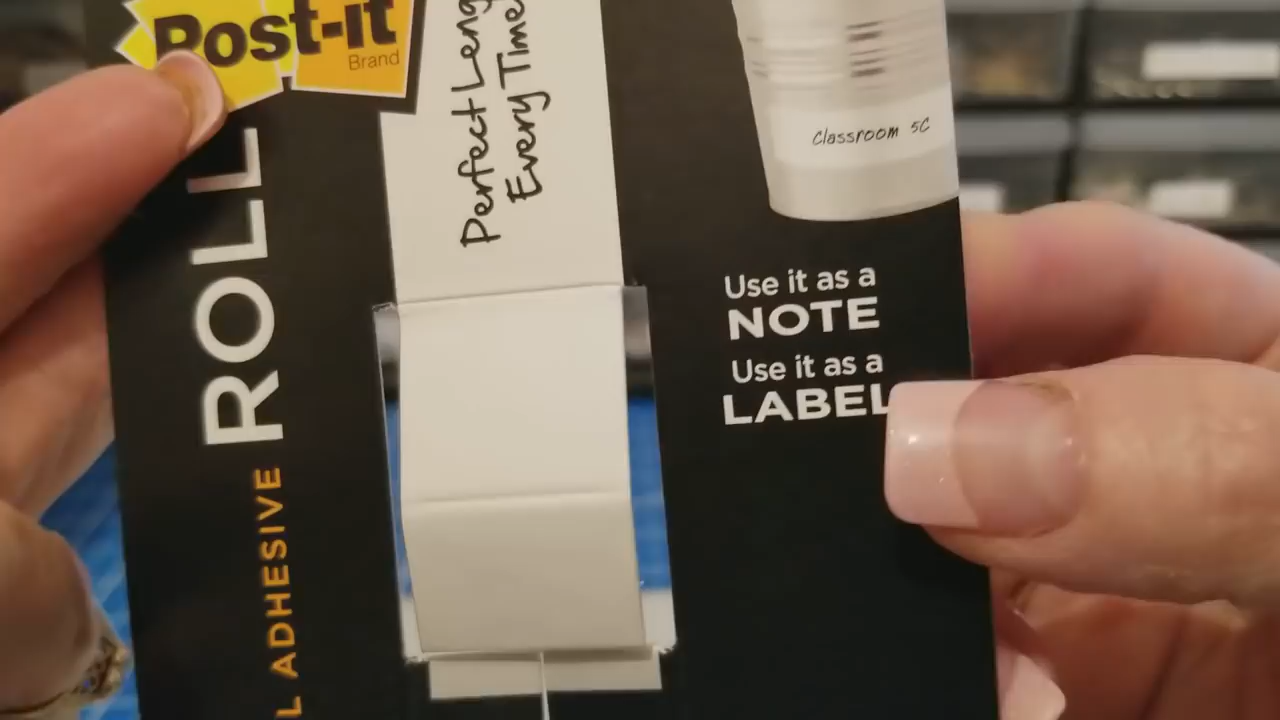 Post-it
Brand
Perfect Leng
Every Time
Classroom 5C
ROLL
L ADHESIVE
Use it as a
NOTE
Use it as a
LABEL